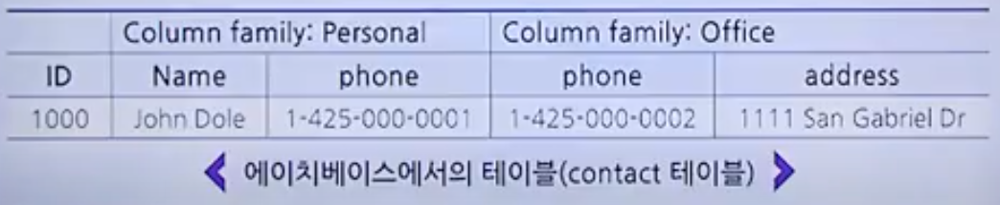 Column family: Personal Column family: Office
ID Name phone phone address
1000 John Dole 1-425-000-0001 1-425-000-0002 1111 San Gabriel Dr
에이치베이스에서의 테이블(contact 테이블)